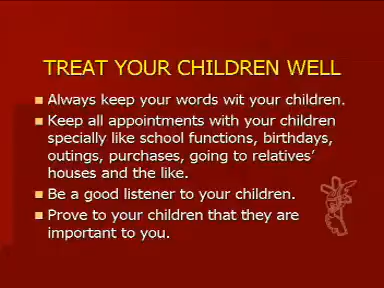 TREAT YOUR CHILDREN WELL
Always keep your words wit your children.
Keep all appointments with your children
specially like school functions, birthdays,
outings, purchases, going to relatives’
houses and the like.
Be a good listener to your children.
Prove to your children that they are
important to you.